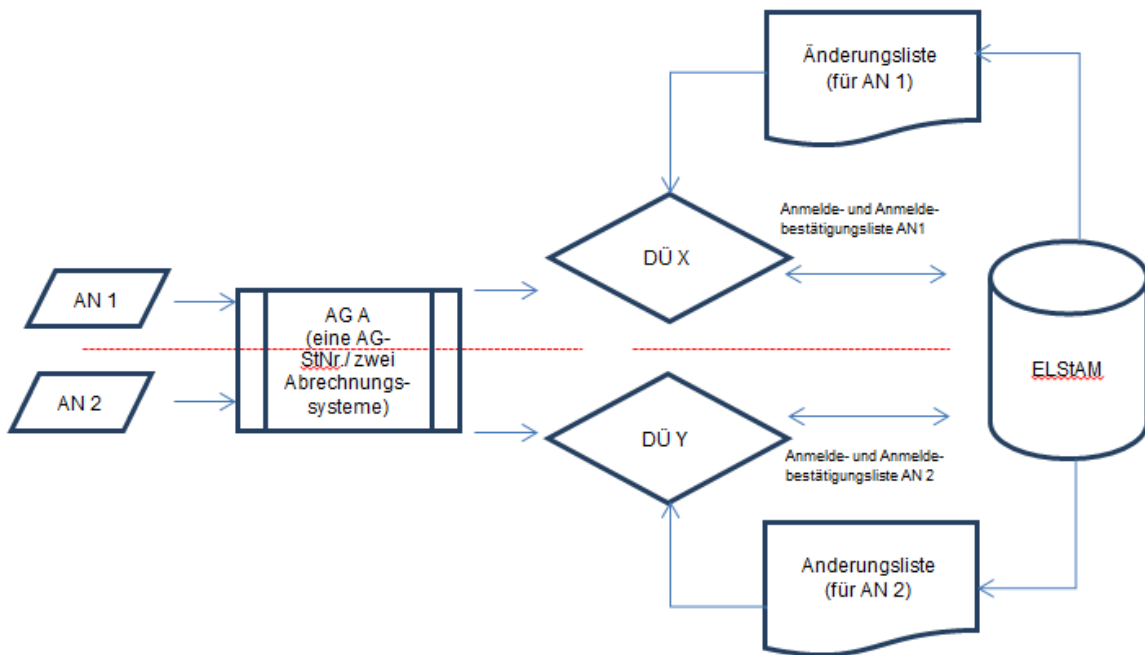 Änderungsliste
(für AN 1)
Anmelde- und Anmelde-
bestätigungsliste AN1
DÜ X
AN 1
AG A
(eine AG-
StNr./ zwei
Abrechnungs-
systeme)
AN 2
ELStAM
DÜ Y
Anmelde- und Anmelde-
bestätigungsliste AN 2
Änderungsliste
(für AN 2)